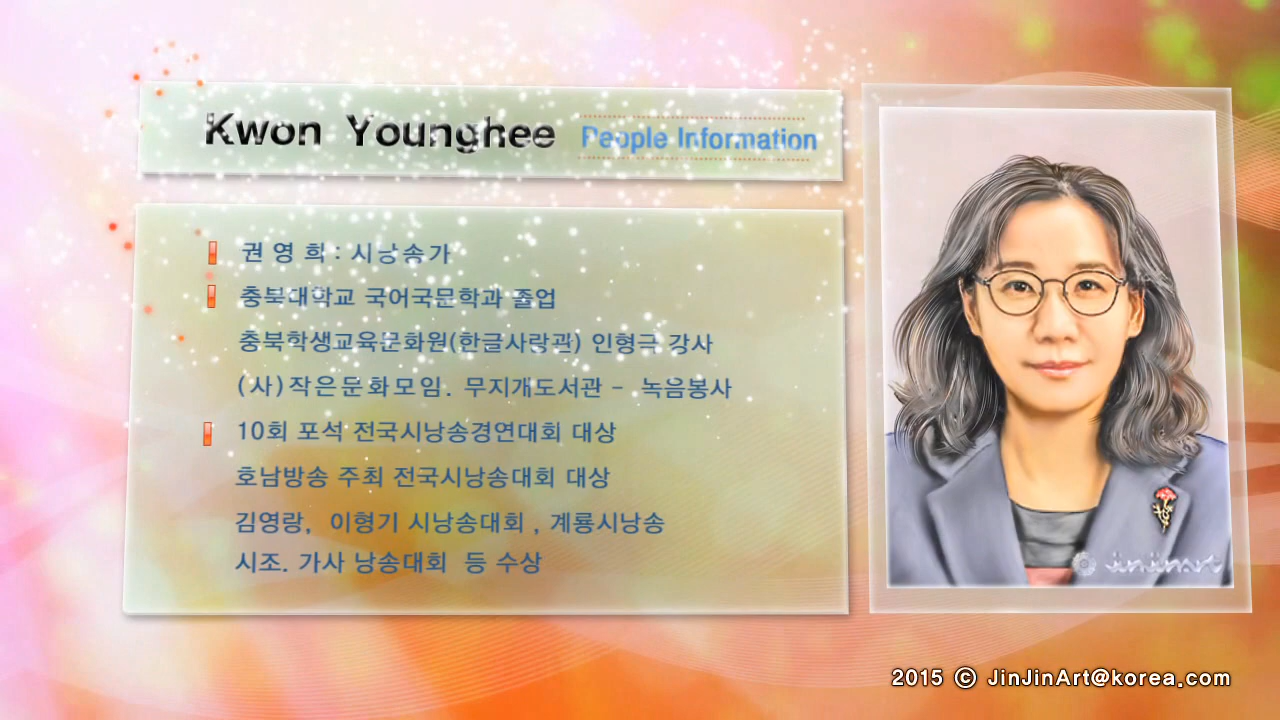 Kwon Younghee People Information
권 영 희 : 시낭송가
충북대학교 국어국문학과 졸업
충북학생교육문화원(한글사랑관) 인형극 강사
(사)작은문화모임. 무지개도서관 - 녹음봉사
10회 포석 전국시낭송경연대회 대상
호남방송 주최 전국시낭송대회 대상
김영랑, 이형기 시낭송대회 , 계룡시낭송
시조. 가사 낭송대회 등 수상
JinJinArt
2015 © JinJinArt@korea.com